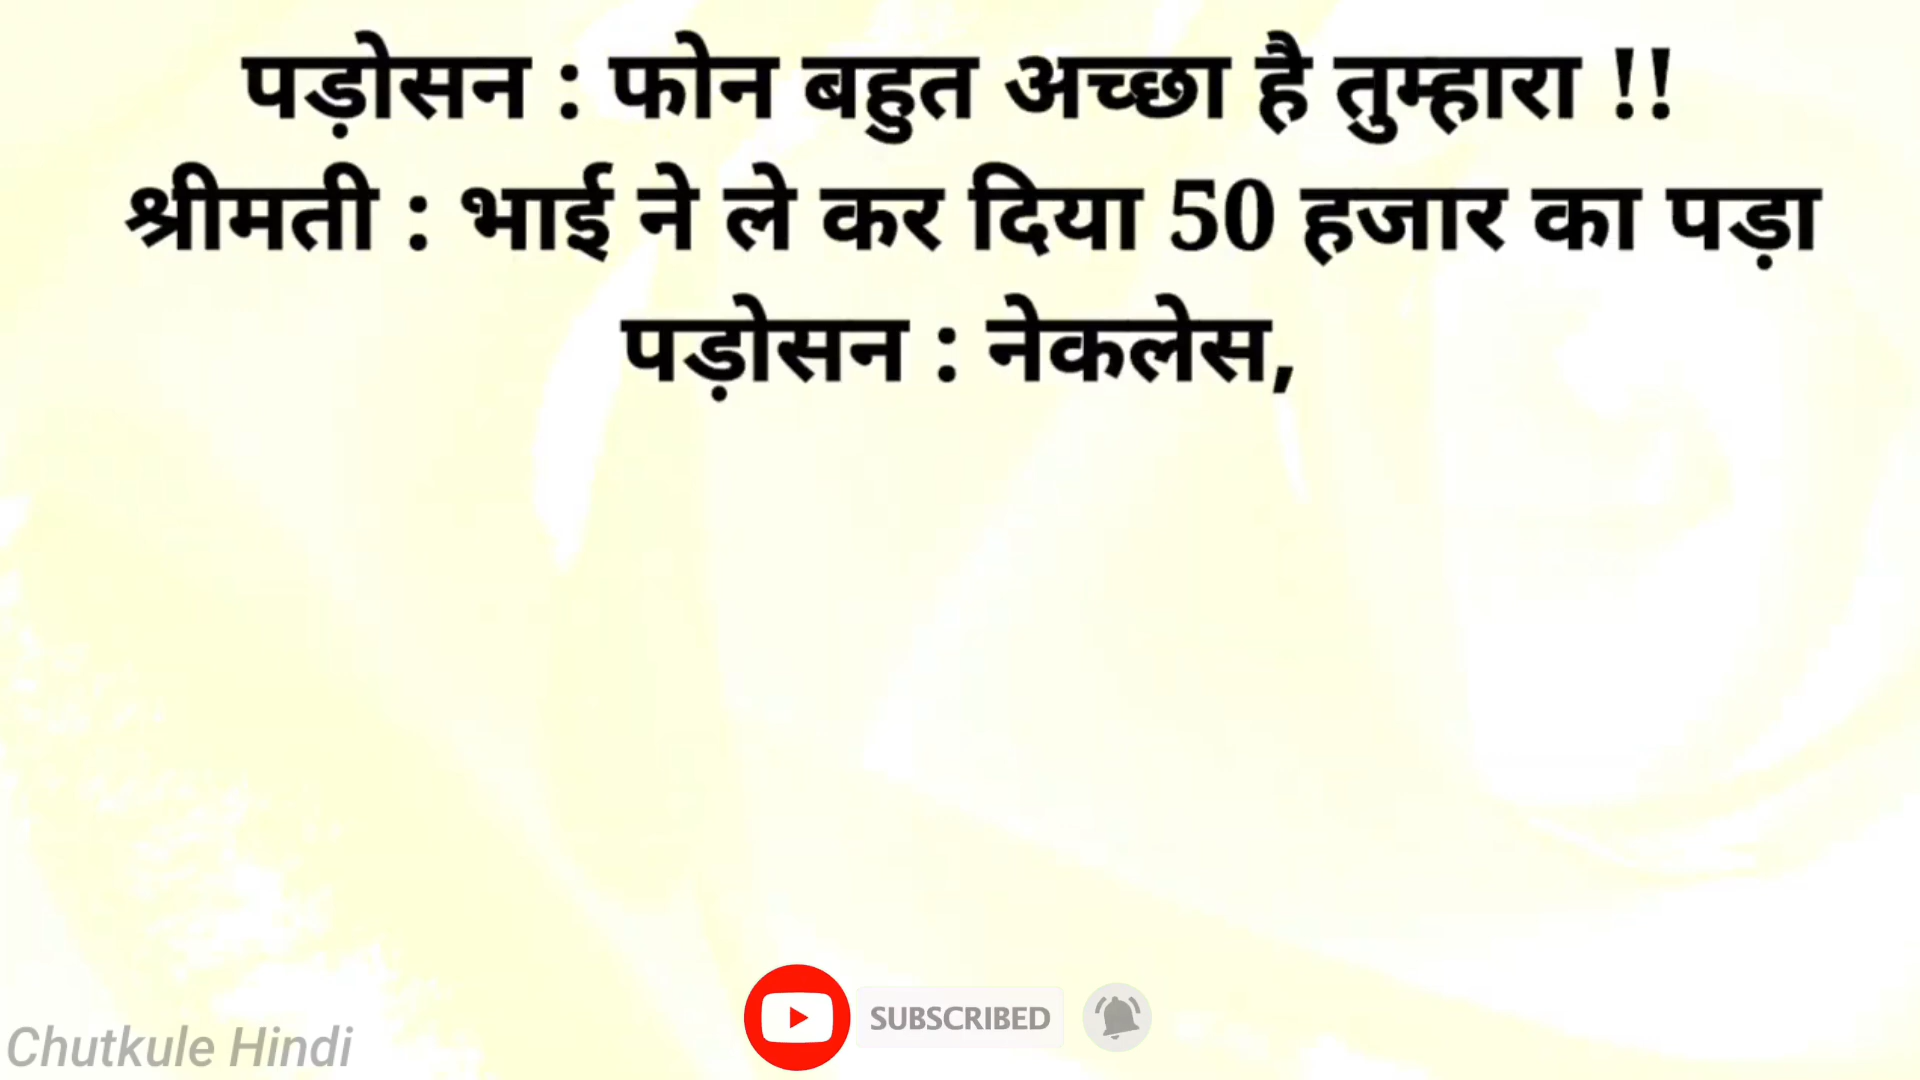 पड़ोसन : फोन बहुत अच्छा है तुम्हारा !!
श्रीमती : भाई ने ले कर दिया 50 हजार का पड़ा
पड़ोसन : नेकलेस,
SUBSCRIBED
Chutkule Hindi